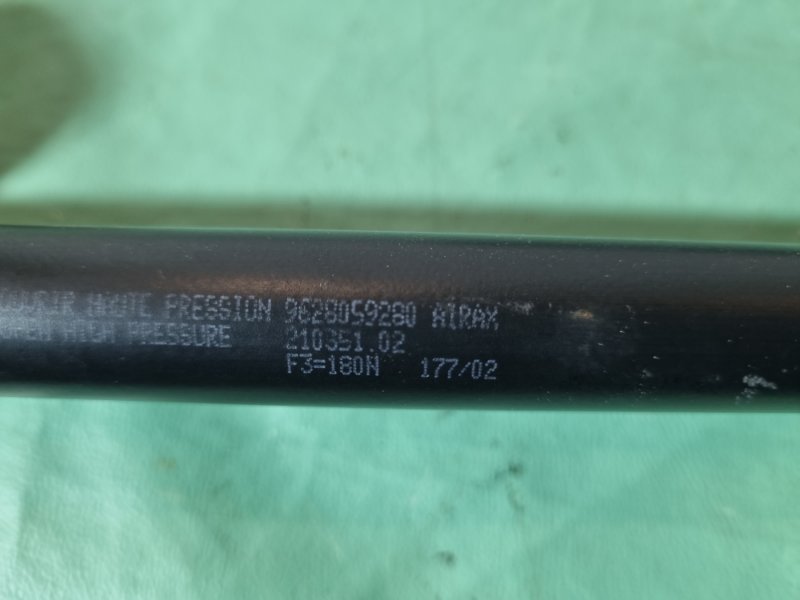 HAUTE PRESSION 9628059280 AIRAX
HIGH PRESSURE 210351.02
F3=180N 177/02